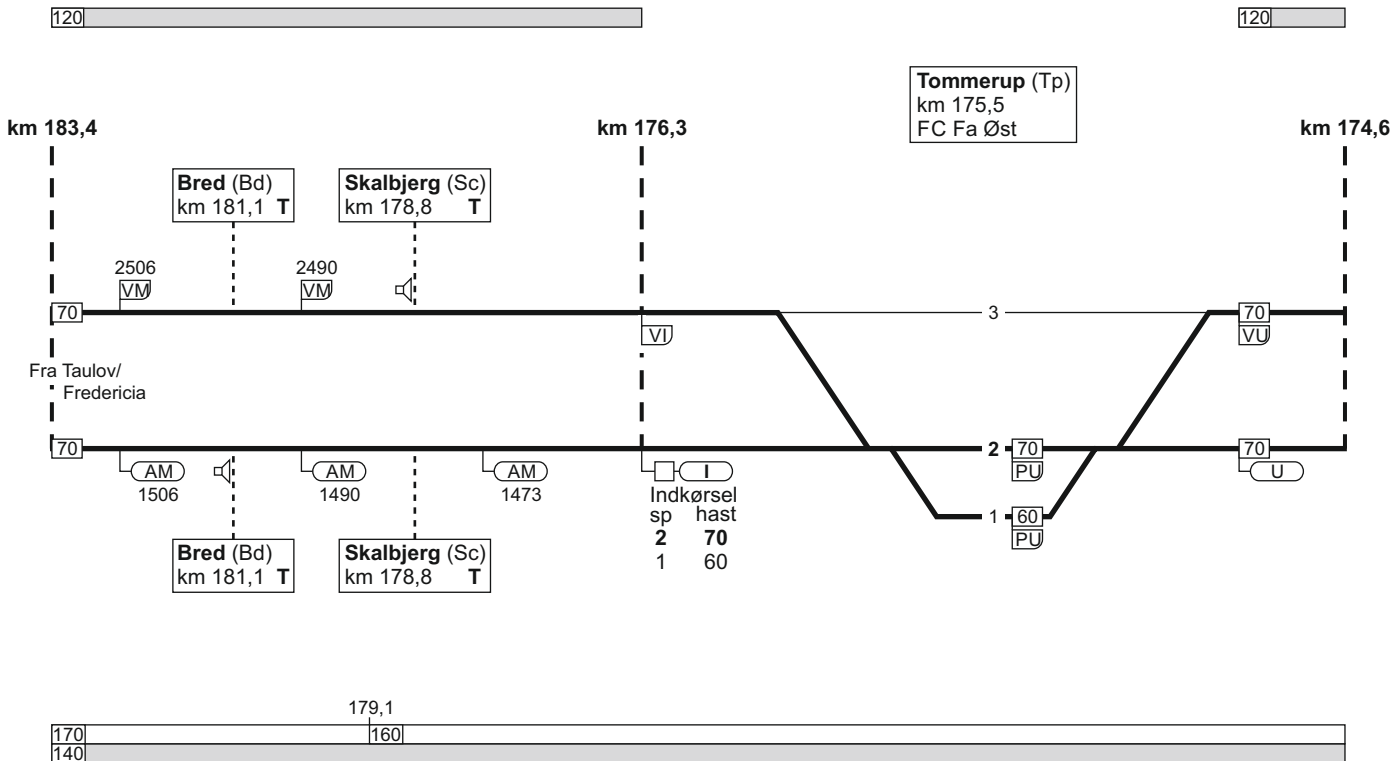 120
120
Tommerup (Tp)
km 175,5
FC Fa Øst
km 183,4
km 176,3
km 174,6
Bred (Bd)
km 181,1 T
Skalbjerg (Sc)
km 178,8 T
2506
VM
2490
VM
70
3
70
VI
VU
Fra Taulov/
Fredericia
70
2
70
70
AM
1506
AM
1490
AM
1473
I
PU
U
Indkørsel
sp hast
2 70
1 60
1
60
PU
Bred (Bd)
km 181,1 T
Skalbjerg (Sc)
km 178,8 T
179,1
170
160
140